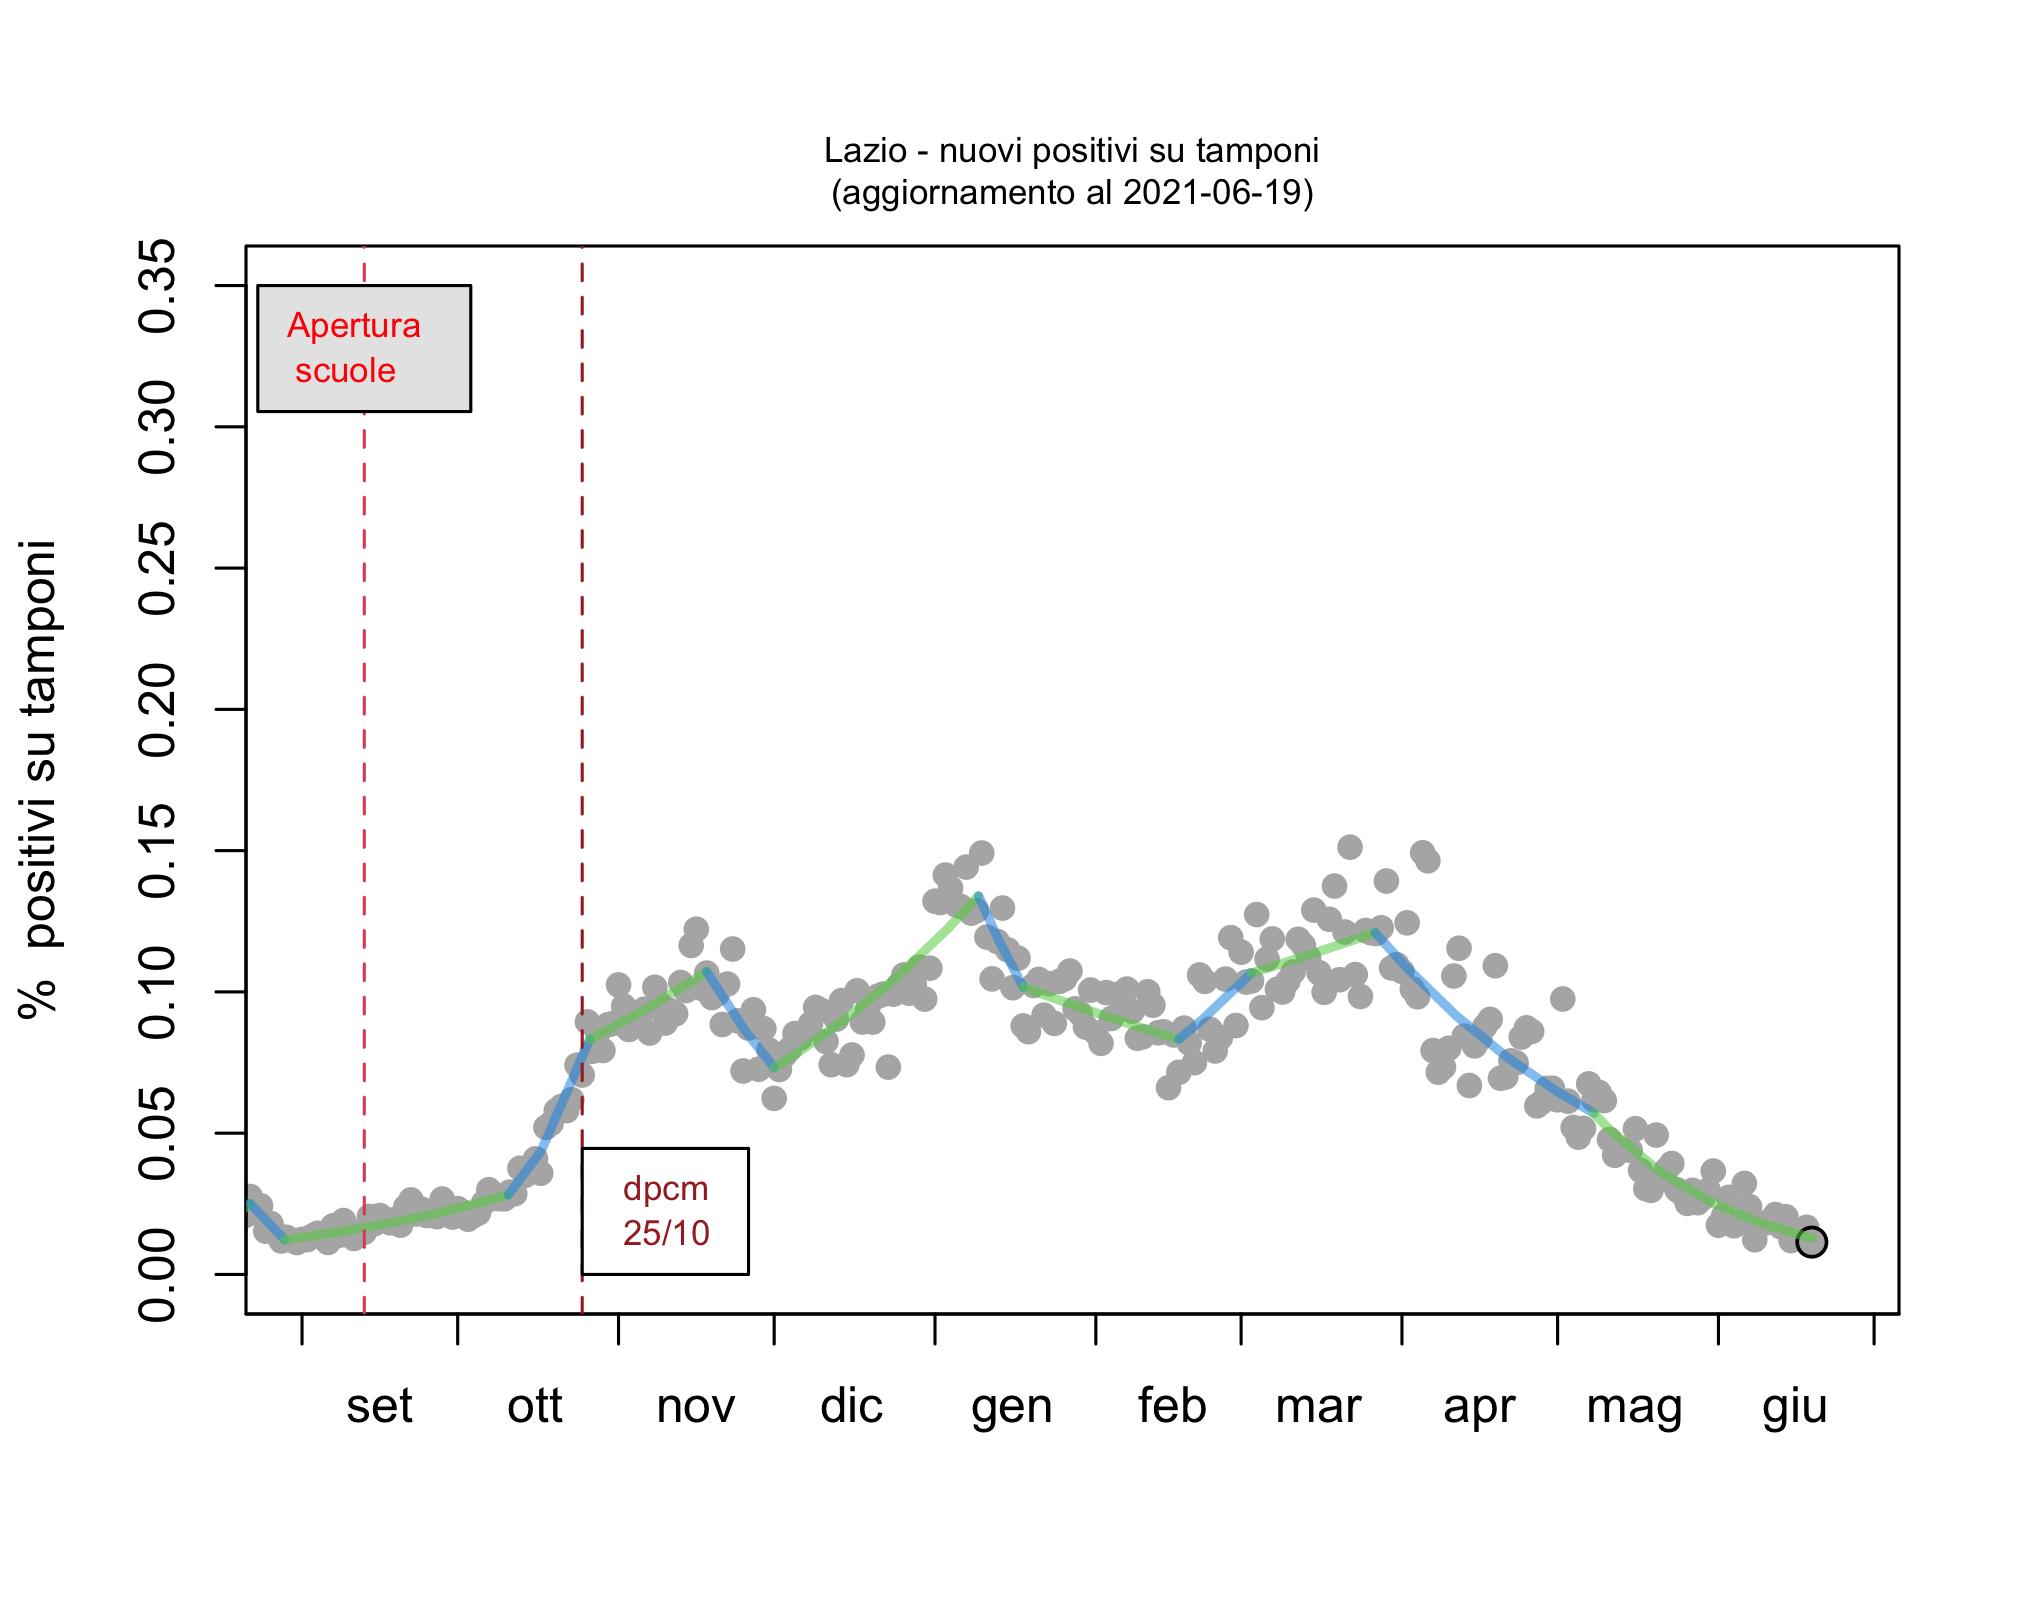 Lazio - nuovi positivi su tamponi
(aggiornamento al 2021-06-19)
% positivi su tamponi
0.35
0.30
0.25
0.20
0.15
0.10
0.05
0.00
Apertura
scuole
dpcm
25/10
set ott nov dic gen feb mar apr mag giu